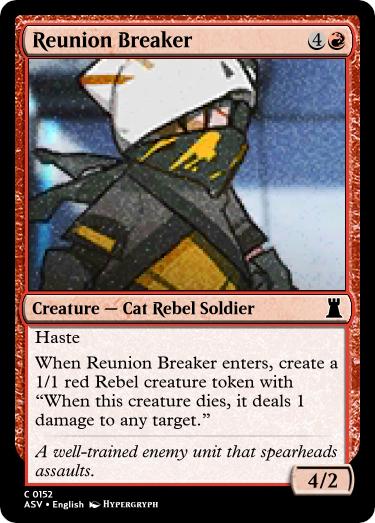 Reunion Breaker 4
Creature — Cat Rebel Soldier
Haste
When Reunion Breaker enters, create a
1/1 red Rebel creature token with
“When this creature dies, it deals 1
damage to any target.”
A well-trained enemy unit that spearheads
assaults.
4/2
C 0152
ASV • English HYPERGRYPH